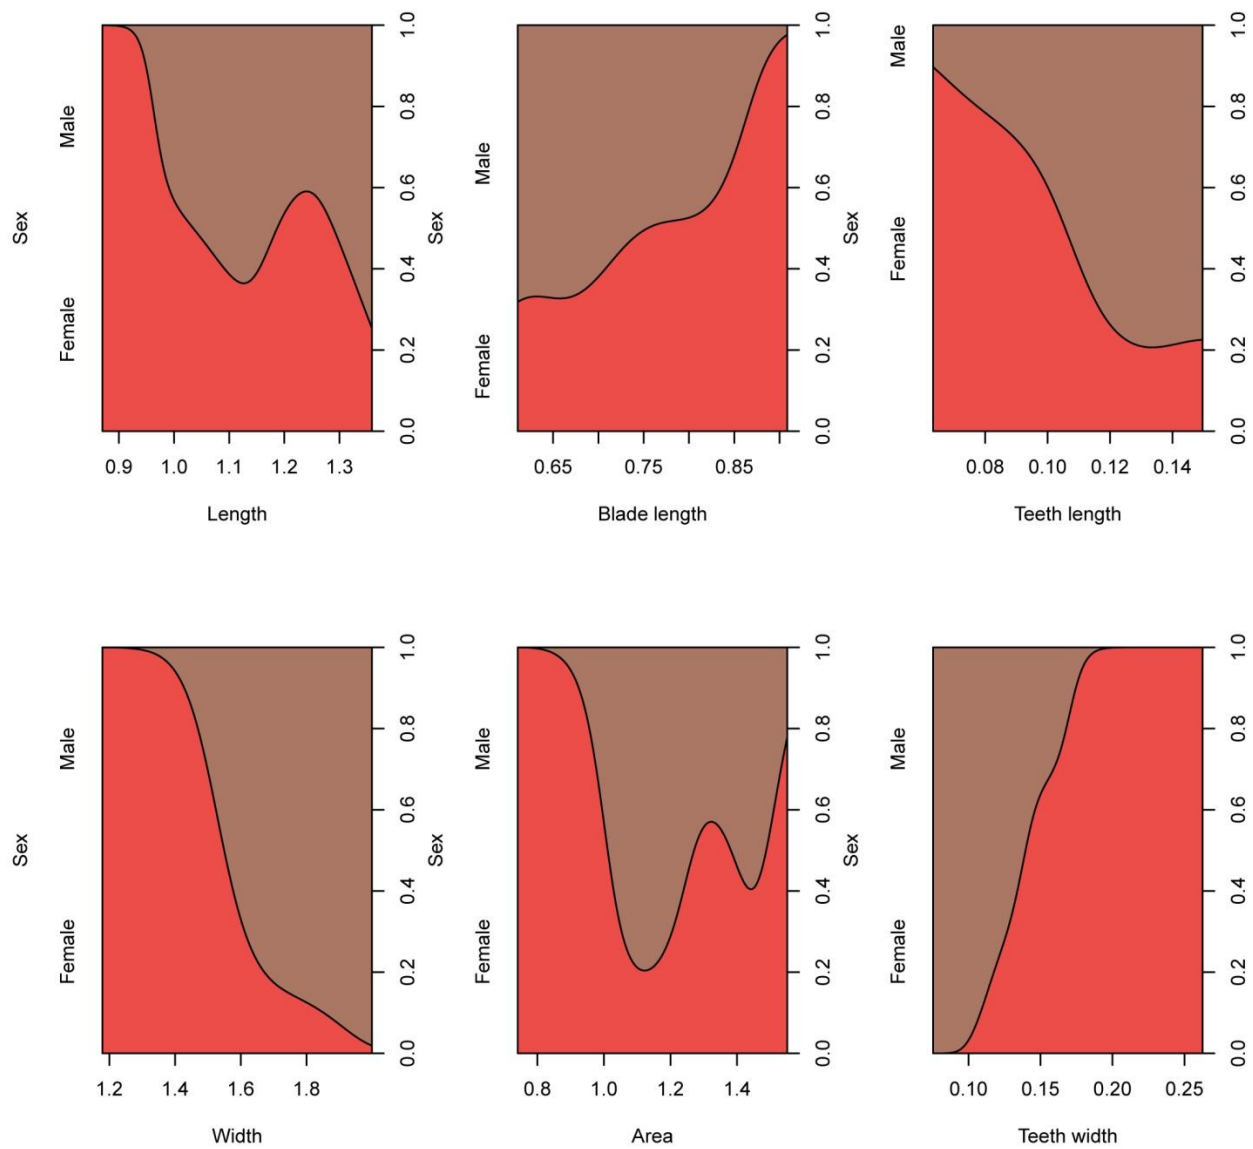 Sex
Female Male
0.0 0.2 0.4 0.6 0.8 1.0
0.9 1.0 1.1 1.2 1.3
Length
Sex
Female Male
0.0 0.2 0.4 0.6 0.8 1.0
0.65 0.75 0.85
Blade length
Sex
Female Male
0.0 0.2 0.4 0.6 0.8 1.0
0.08 0.10 0.12 0.14
Teeth length
Sex
Female Male
0.0 0.2 0.4 0.6 0.8 1.0
1.2 1.4 1.6 1.8
Width
Sex
Female Male
0.0 0.2 0.4 0.6 0.8 1.0
0.8 1.0 1.2 1.4
Area
Sex
Female Male
0.0 0.2 0.4 0.6 0.8 1.0
0.10 0.15 0.20 0.25
Teeth width